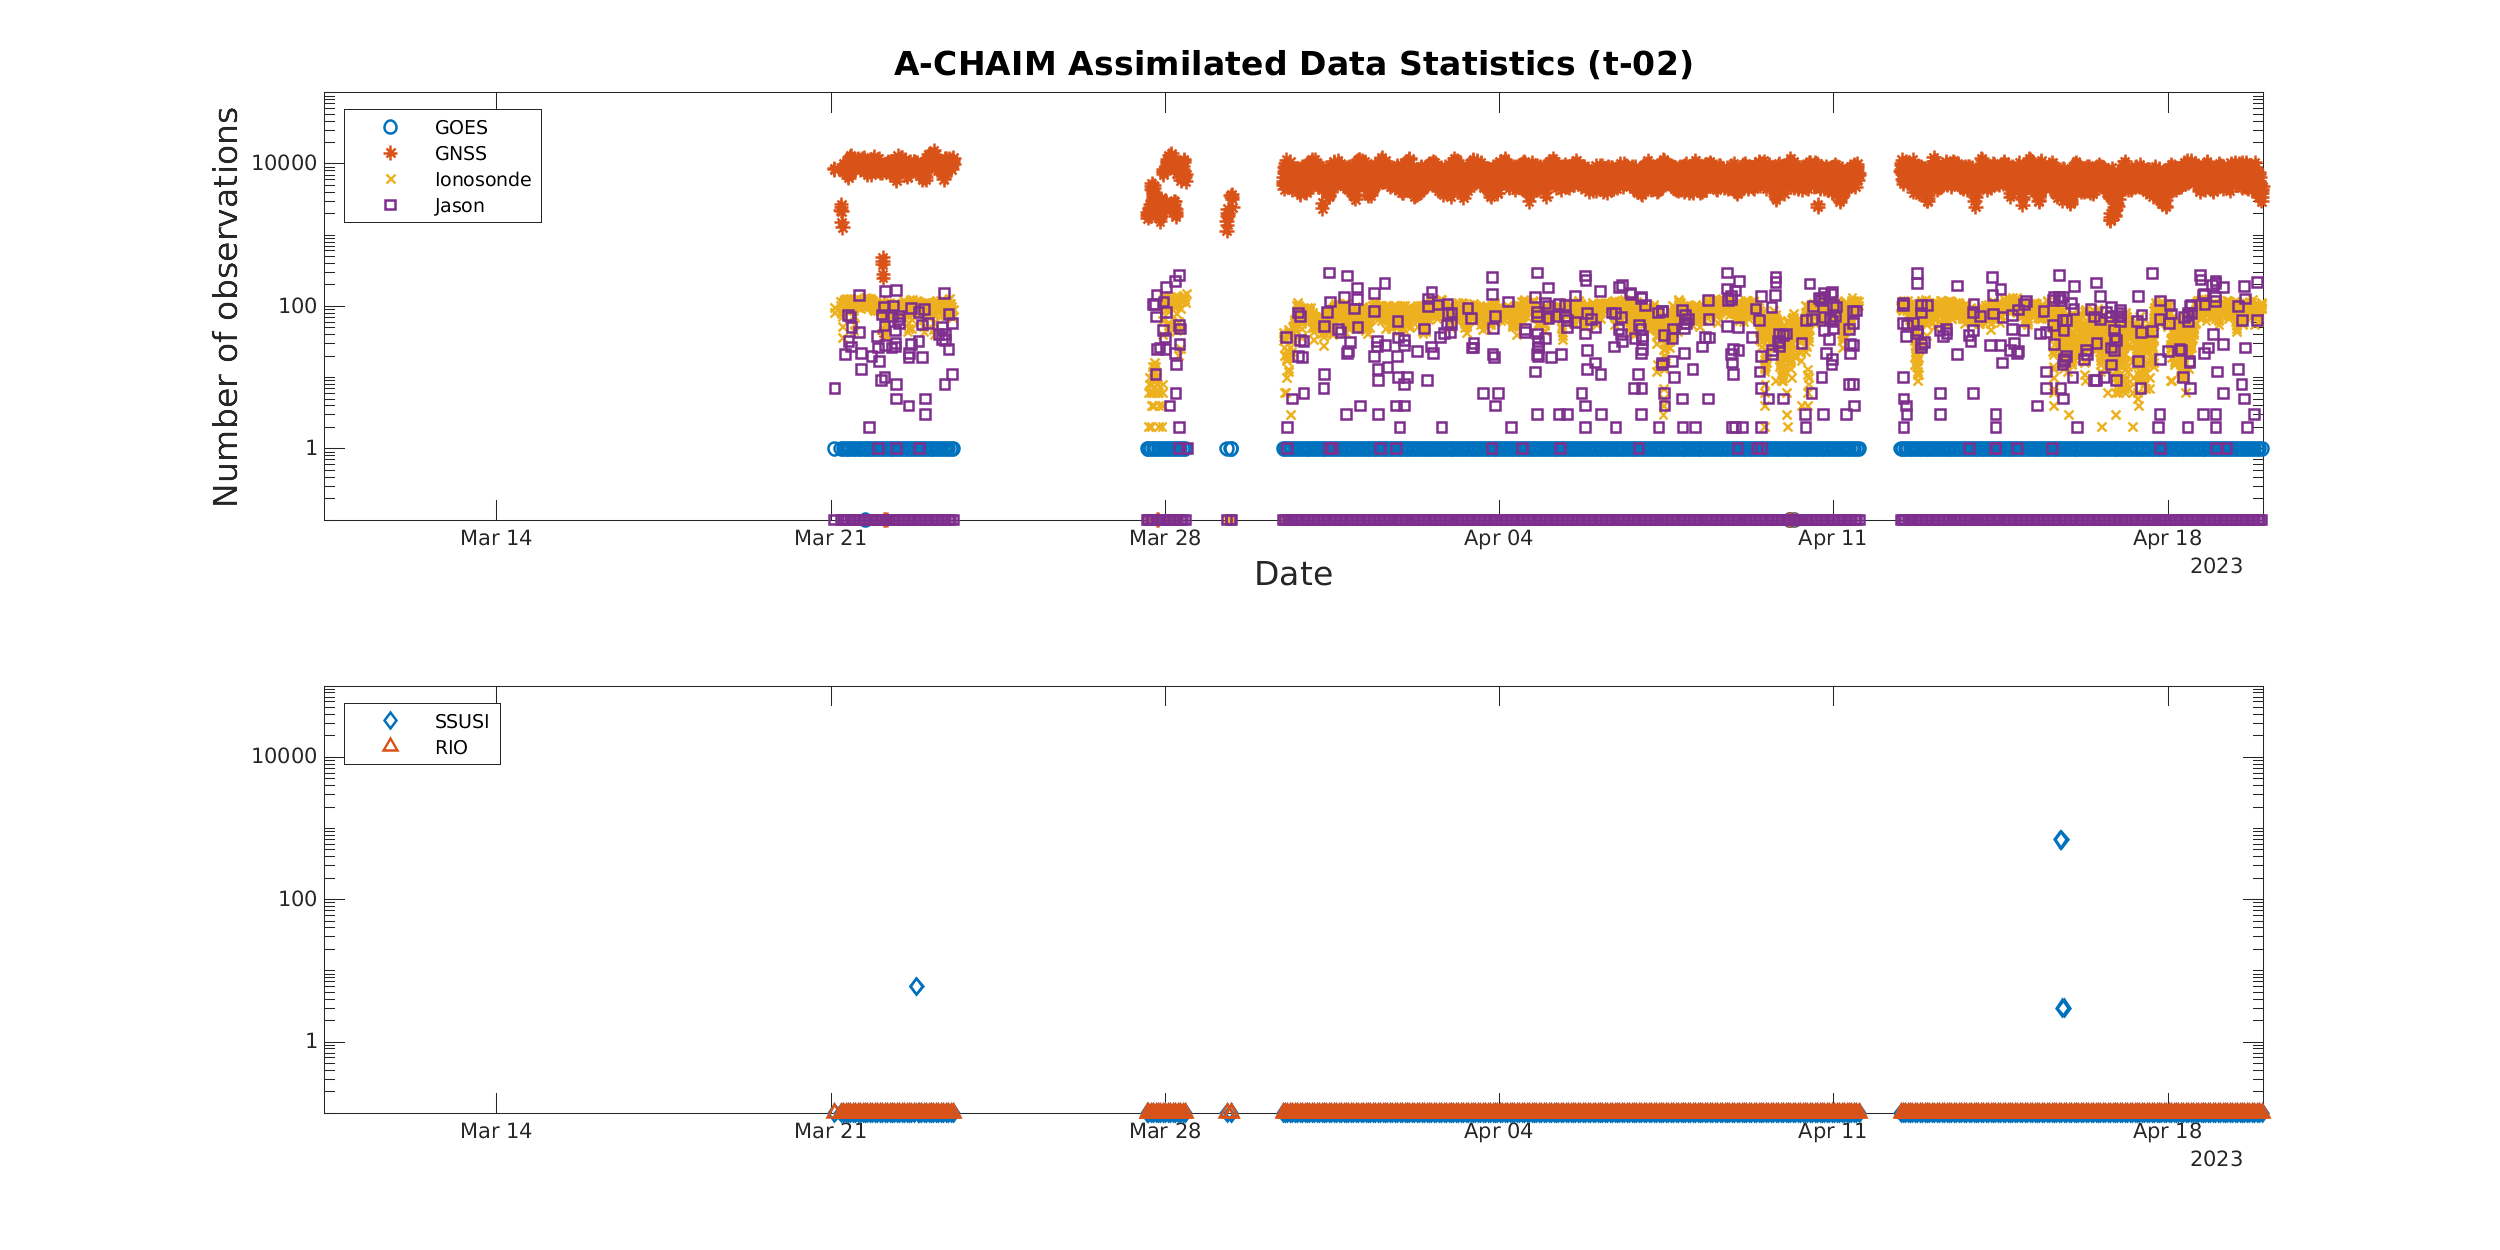 A-CHAIM Assimilated Data Statistics (t-02)
Number of observations
10000
100
1
GOES
GNSS
Ionosonde
Jason
Mar 14
Mar 21
Mar 28
Apr 04
Apr 11
Apr 18
2023
Date
10000
100
1
SSUSI
RIO
Mar 14
Mar 21
Mar 28
Apr 04
Apr 11
Apr 18
2023